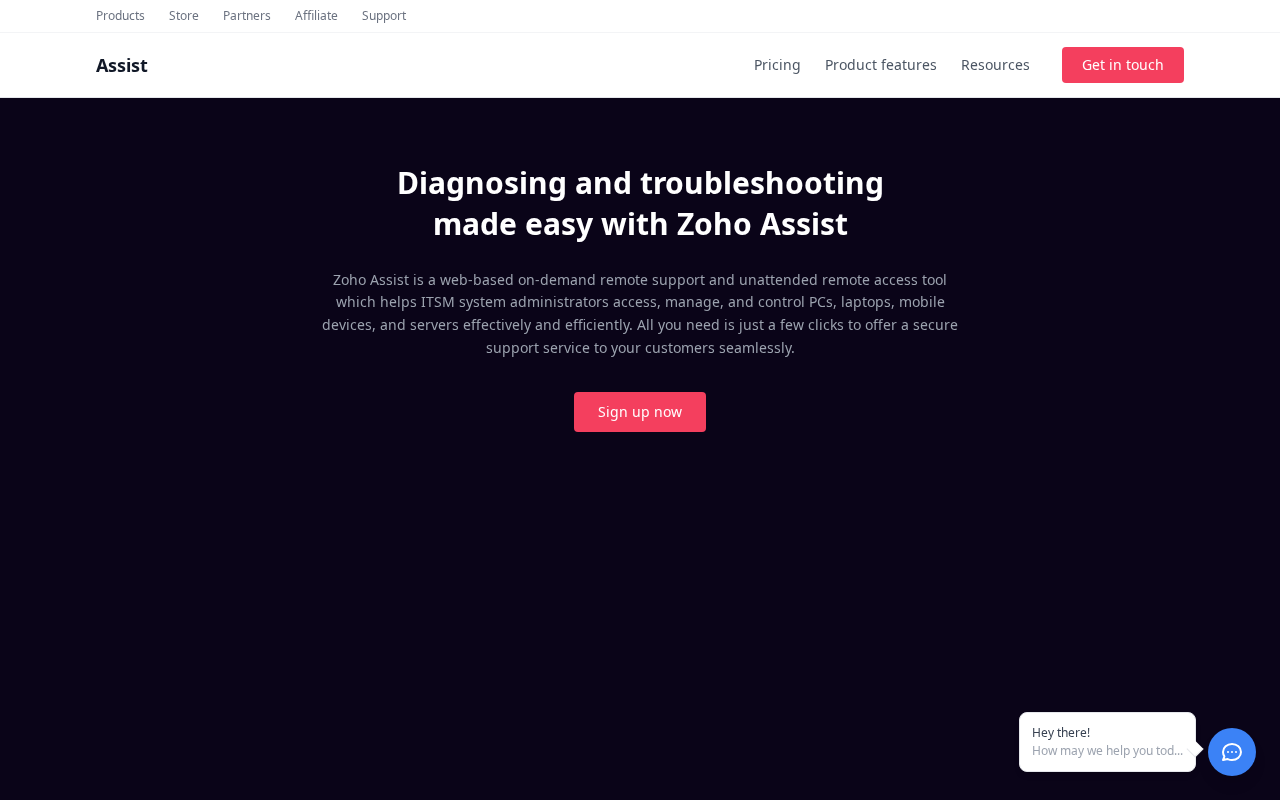 Products Store Partners Affiliate Support
Assist Pricing Product features Resources Get in touch
Diagnosing and troubleshooting
made easy with Zoho Assist
Zoho Assist is a web-based on-demand remote support and unattended remote access tool
which helps ITSM system administrators access, manage, and control PCs, laptops, mobile
devices, and servers effectively and efficiently. All you need is just a few clicks to offer a secure
support service to your customers seamlessly.
Sign up now
Hey there!
How may we help you tod...